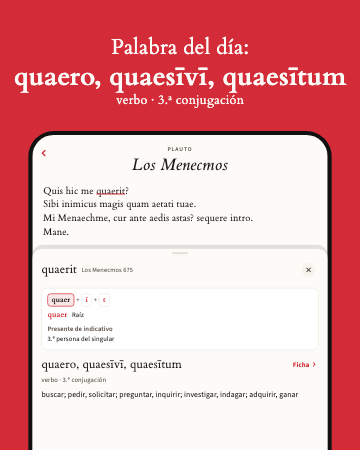 Palabra del día:
quaero, quaesīvī, quaesītum
verbo · 3.ª conjugación
PLAUTO
Los Menecmos
Quis hic me quaerit?
Sibi inimicus magis quam aetati tuae.
Mi Menaechme, cur ante aedis astas? sequere intro.
Mane.
quaerit Los Menecmos 675
quaer + i + t
quaer Raíz
Presente de indicativo
3.ª persona del singular
quaero, quaesīvī, quaesītum Ficha
verbo · 3.ª conjugación
buscar; pedir, solicitar; preguntar, inquirir; investigar, indagar; adquirir, ganar